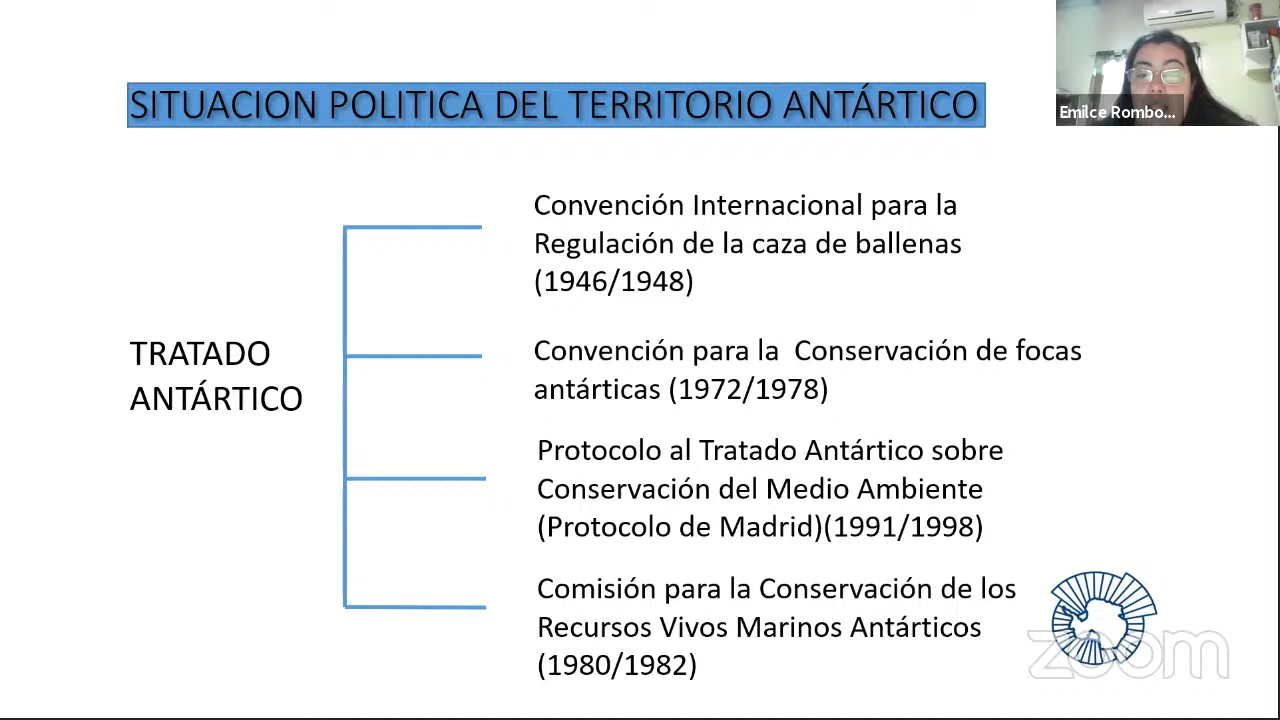 SITUACION POLITICA DEL TERRITORIO ANTÁRTICO
Emilce Rombo...
Convención Internacional para la
Regulación de la caza de ballenas
(1946/1948)
TRATADO
ANTÁRTICO
Convención para la  Conservación de focas
antárticas (1972/1978)
Protocolo al Tratado Antártico sobre
Conservación del Medio Ambiente
(Protocolo de Madrid)(1991/1998)
Comisión para la Conservación de los
Recursos Vivos Marinos Antárticos
(1980/1982)
zoom